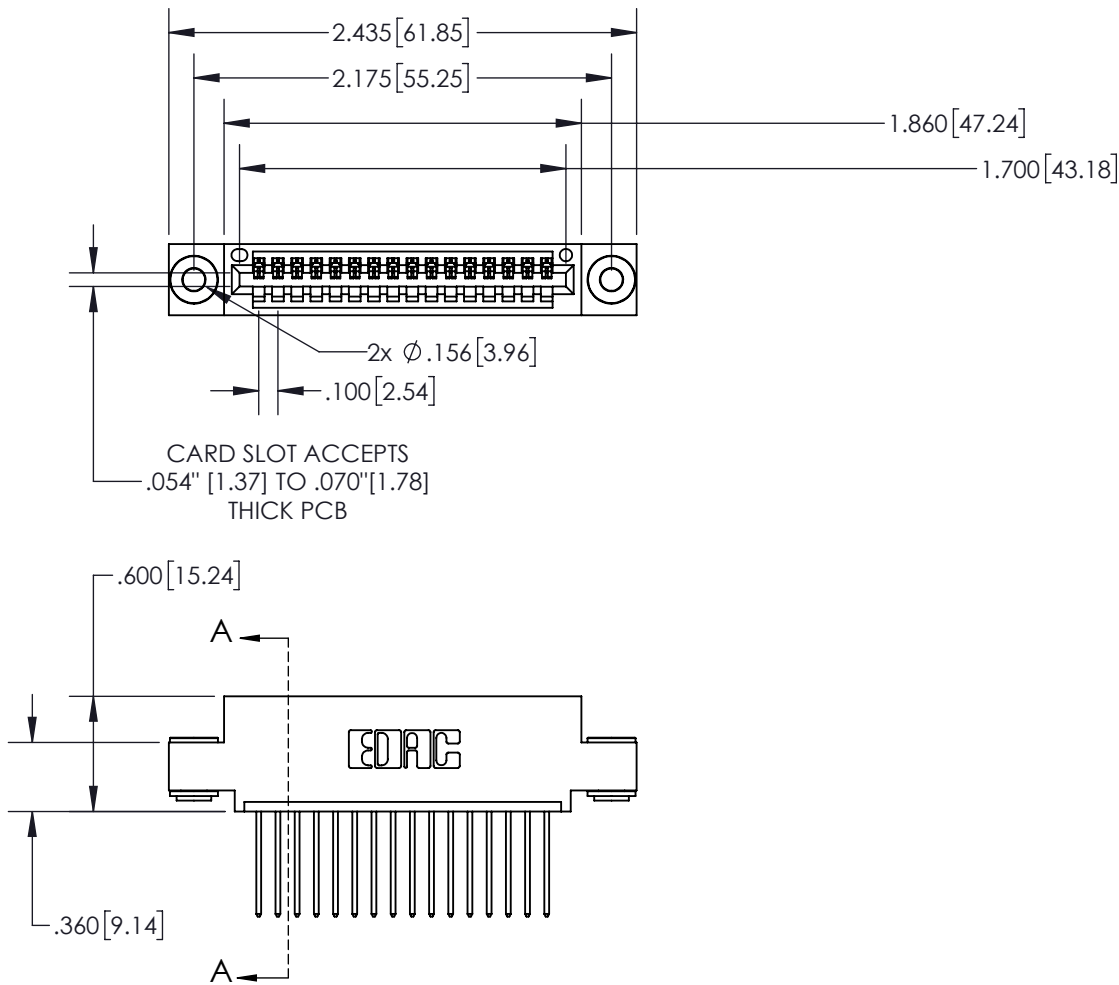 2.435[61.85]
2.175[55.25]
1.860[47.24]
1.700[43.18]
2x Ø.156[3.96]
.100[2.54]
CARD SLOT ACCEPTS
.054" [1.37] TO .070"[1.78]
THICK PCB
.600[15.24]
A
EDAC
.360[9.14]
A